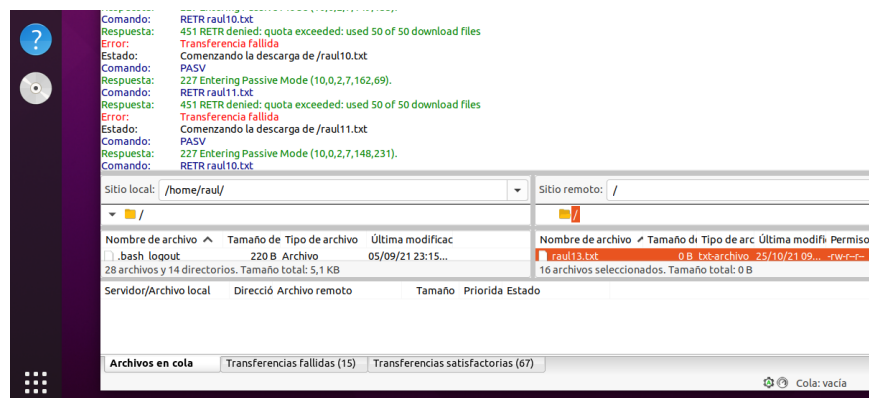 Comando: RETR raul10.txt
Respuesta: 451 RETR denied: quota exceeded: used 50 of 50 download files
Error: Transferencia fallida
Estado: Comenzando la descarga de /raul10.txt
Comando: PASV
Respuesta: 227 Entering Passive Mode (10,0,2,7,162,69).
Comando: RETR raul11.txt
Respuesta: 451 RETR denied: quota exceeded: used 50 of 50 download files
Error: Transferencia fallida
Estado: Comenzando la descarga de /raul11.txt
Comando: PASV
Respuesta: 227 Entering Passive Mode (10,0,2,7,148,231).
Comando: RETR raul10.txt
Sitio local: /home/raul/ Sitio remoto: /
/ /
Nombre de archivo Tamaño de Tipo de archivo Última modificac Nombre de archivo Tamaño de Tipo de arc Última modifi Permiso
.bash_logout 220 B Archivo 05/09/21 23:15... raul13.txt 0 B txt-archivo 25/10/21 09... -rw-r--r--
28 archivos y 14 directorios. Tamaño total: 5,1 KB 16 archivos seleccionados. Tamaño total: 0 B
Servidor/Archivo local Direcció Archivo remoto Tamaño Priorida Estado
Archivos en cola Transferencias fallidas (15) Transferencias satisfactorias (67)
Cola: vacía